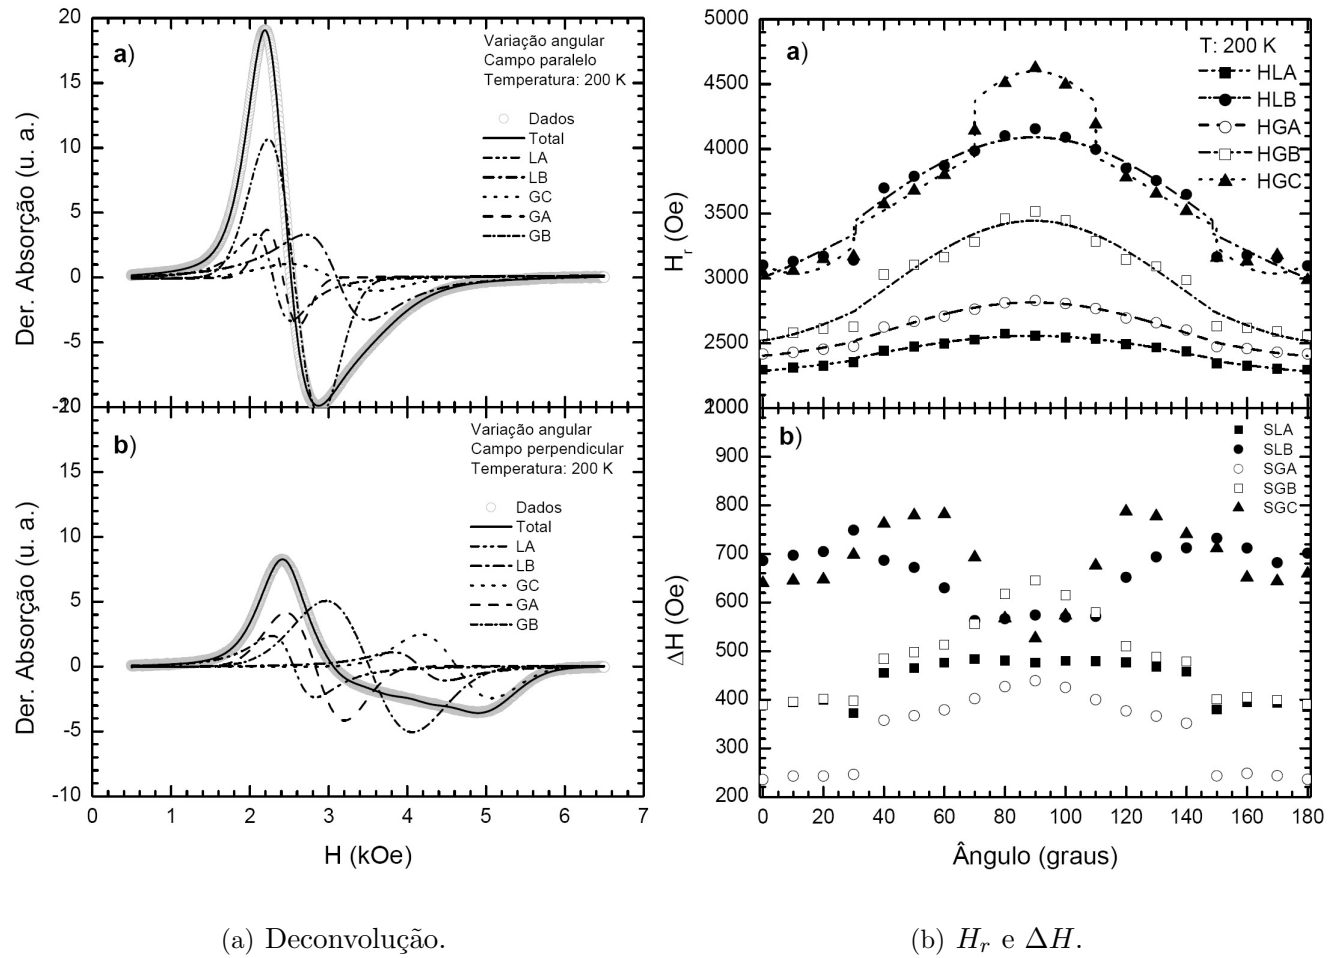 20
a)
Variação angular
Campo paralelo
Temperatura: 200 K
15
Dados
Total
LA
LB
GC
GA
GB
10
5
0
-5
Der. Absorção (u. a.)
20
b)
Variação angular
Campo perpendicular
Temperatura: 200 K
15
Dados
Total
LA
LB
GC
GA
GB
10
5
0
-5
-10
Der. Absorção (u. a.)
0 1 2 3 4 5 6 7
H (kOe)
(a) Deconvolução.
5000
a)
T: 200 K
HLA
HLB
HGA
HGB
HGC
4500
4000
3500
3000
2500
2000
H_r (Oe)
b)
SLA
SLB
SGA
SGB
SGC
900
800
700
600
500
400
300
200
ΔH (Oe)
0 20 40 60 80 100 120 140 160 180
Ângulo (graus)
(b) H_r e ΔH.